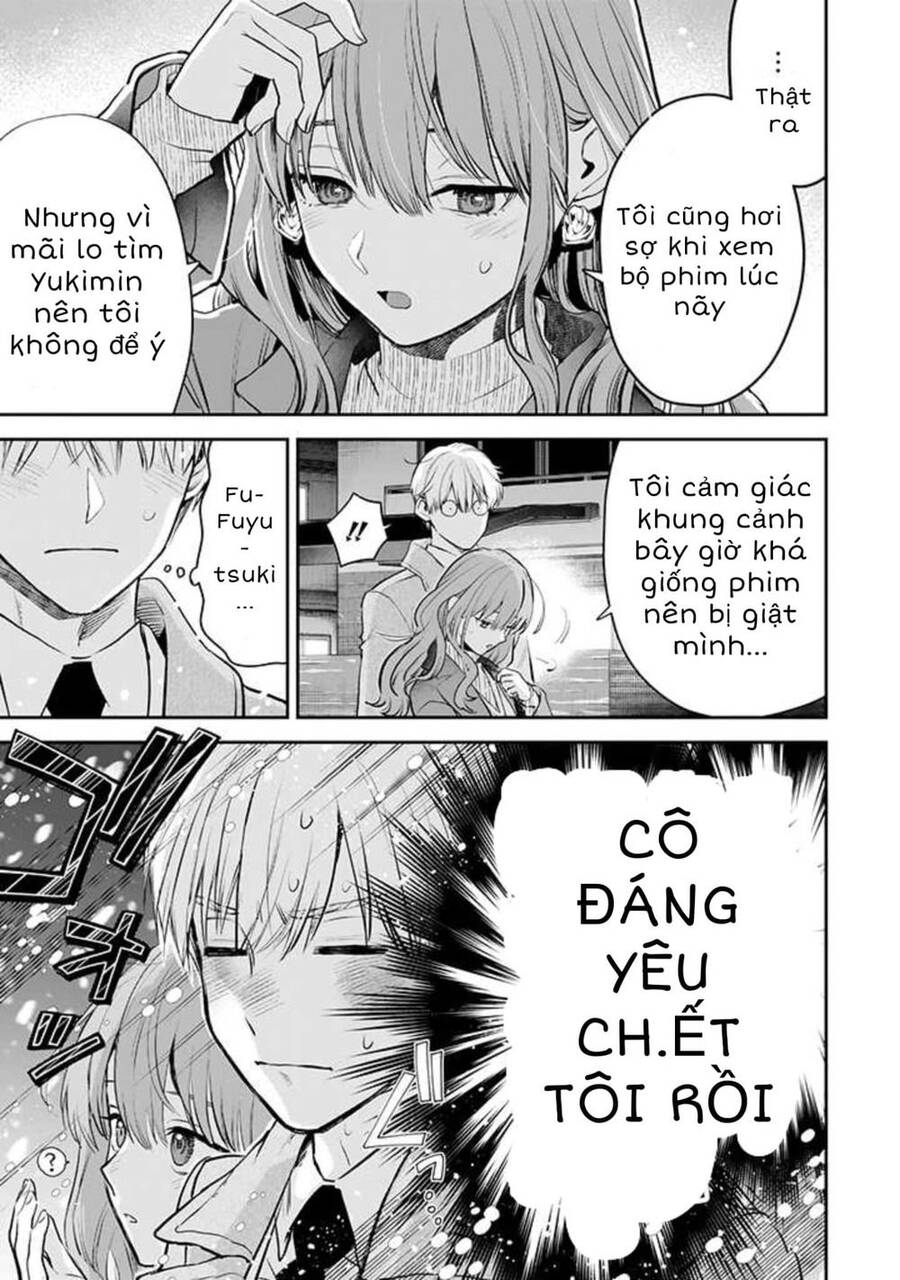 ...
Thật
ra
Tôi cũng hơi
sợ khi xem
bộ phim lúc
nãy
Nhưng vì
mãi lo tìm
Yukimin
nên tôi
không để ý
Tôi cảm giác
khung cảnh
bây giờ khá
giống phim
nên bị giật
mình...
!!
Fu-
Fuyu
-
tsuki
...
CÔ
ĐÁNG
YÊU
CH.ẾT
TÔI RỒI
?